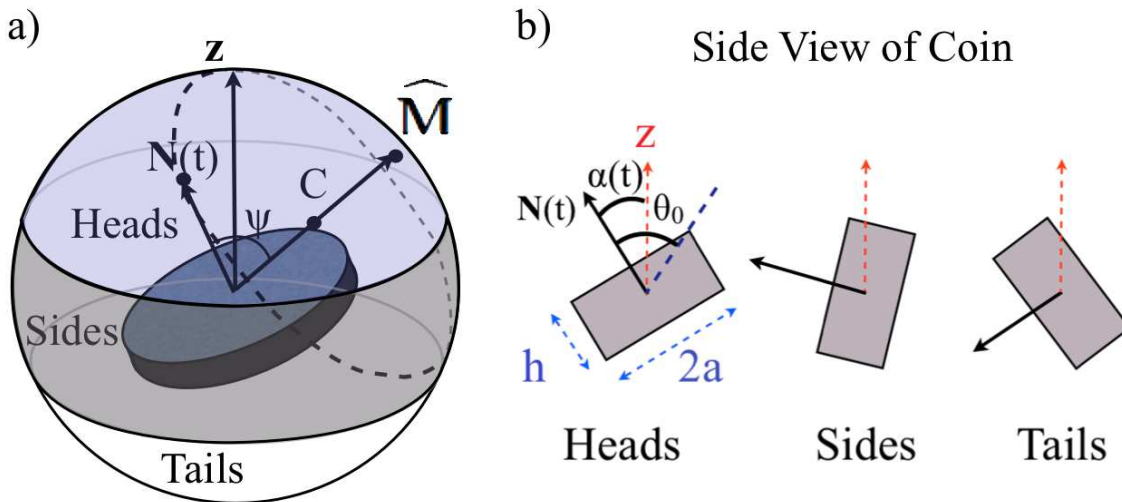 a)
z
M̂
N(t)
C
Heads
ψ
Sides
Tails
b)
Side View of Coin
z
α(t)
N(t)
θ₀
h
2a
Heads
Sides
Tails